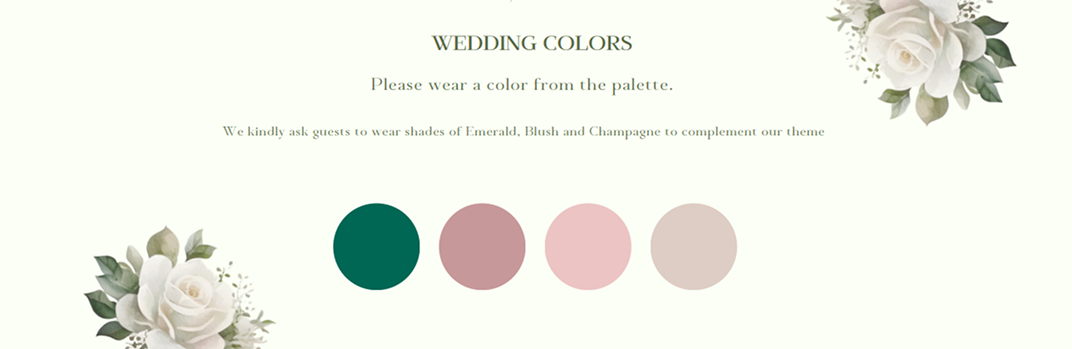 WEDDING COLORS
Please wear a color from the palette.
We kindly ask guests to wear shades of Emerald, Blush and Champagne to complement our theme